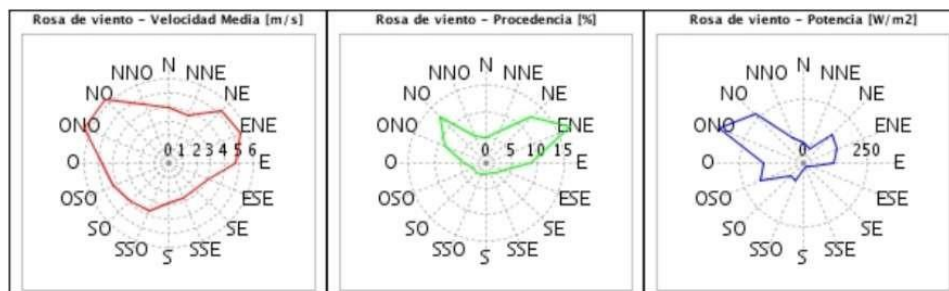 Rosa de viento - Velocidad Media [m/s]
N
NNO NNE
NO NE
ONO ENE
0 1 2 3 4 5 6
O E
OSO ESE
SO SE
SSO SSE
S
Rosa de viento - Procedencia [%]
N
NNO NNE
NO NE
ONO ENE
0 5 10 15
O E
OSO ESE
SO SE
SSO SSE
S
Rosa de viento - Potencia [W/m2]
N
NNO NNE
NO NE
ONO ENE
0 250
O E
OSO ESE
SO SE
SSO SSE
S